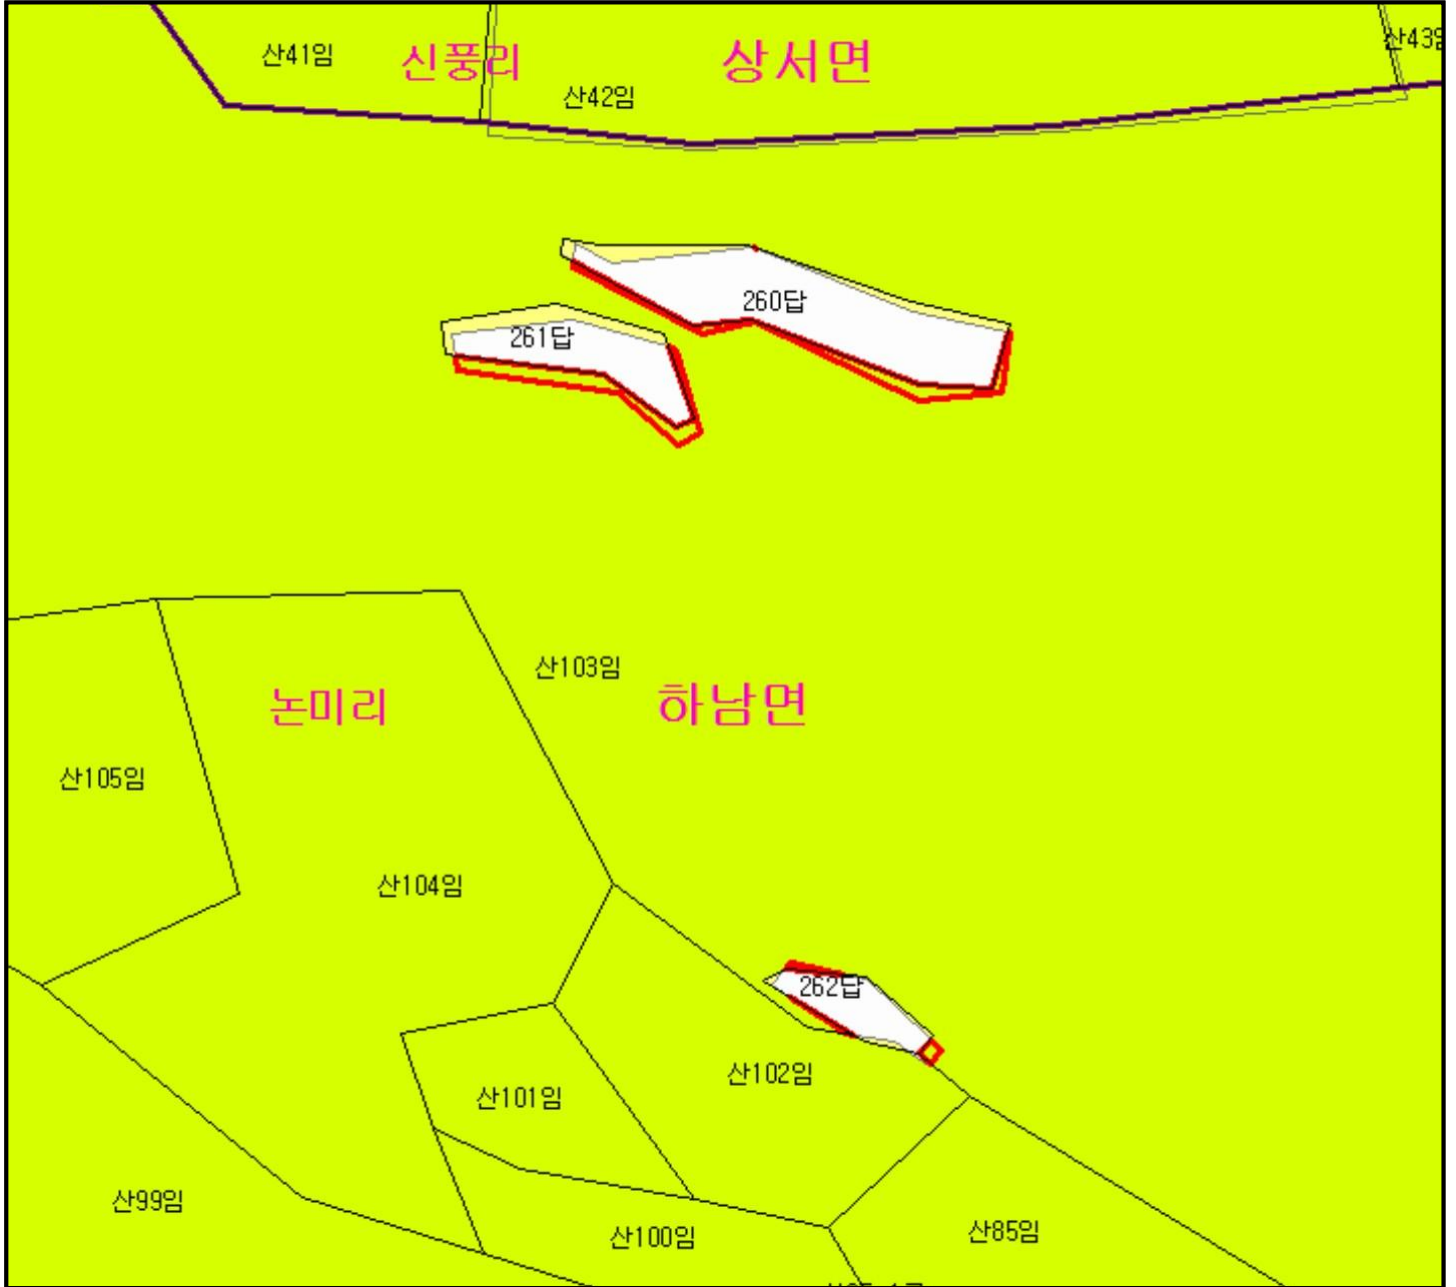 산41임
신풍리
상서면
산43임
산42임
260답
261답
산103임
논미리
하남면
산105임
산104임
262답
산102임
산101임
산99임
산100임
산85임